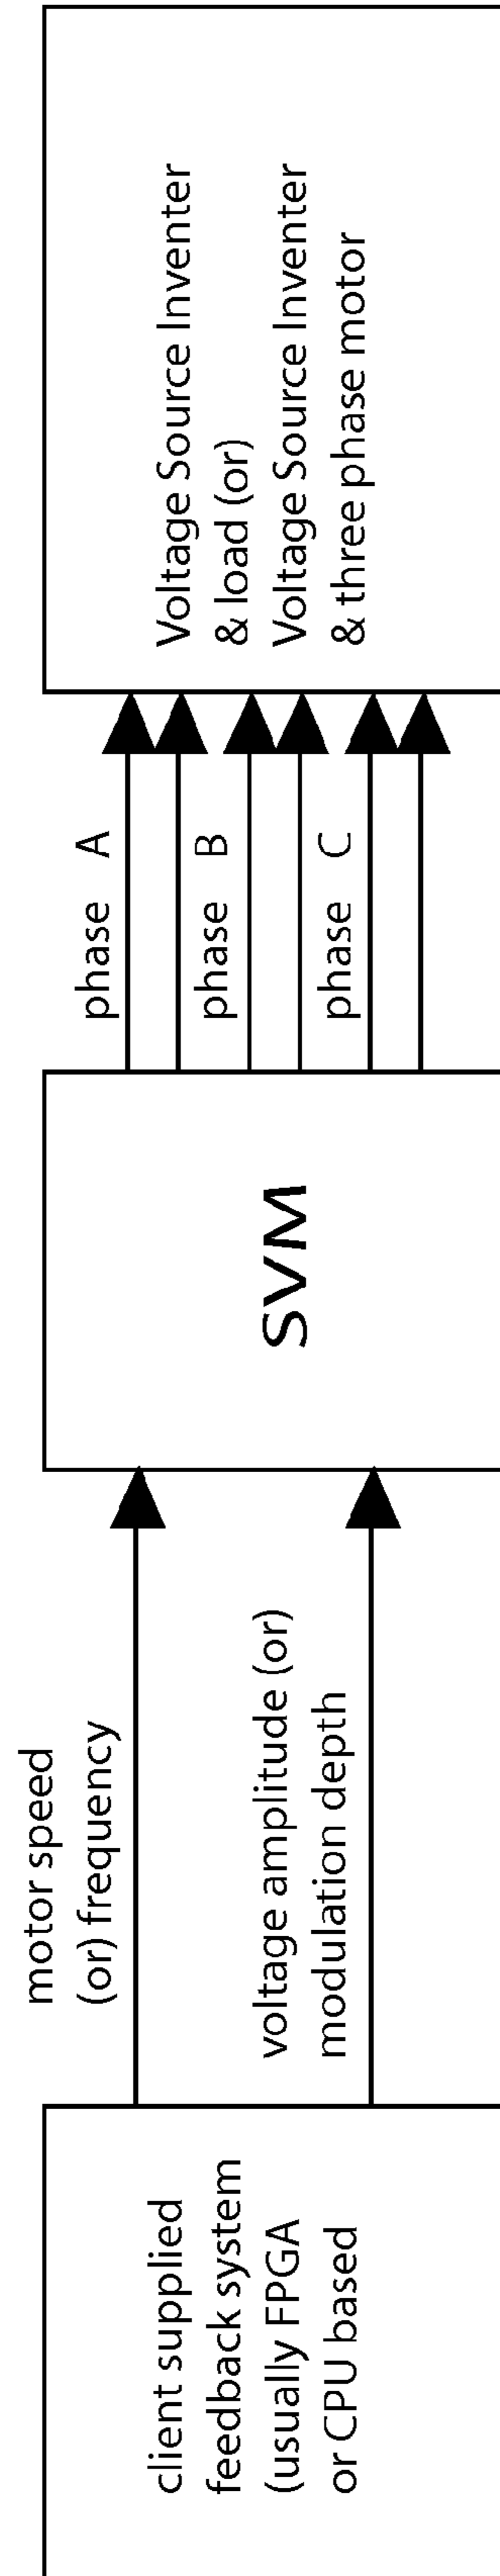 client supplied
feedback system
(usually FPGA
or CPU based
motor speed
(or) frequency
voltage amplitude (or)
modulation depth
SVM
phase A
phase B
phase C
Voltage Source Inventer
& load (or)
Voltage Source Inventer
& three phase motor